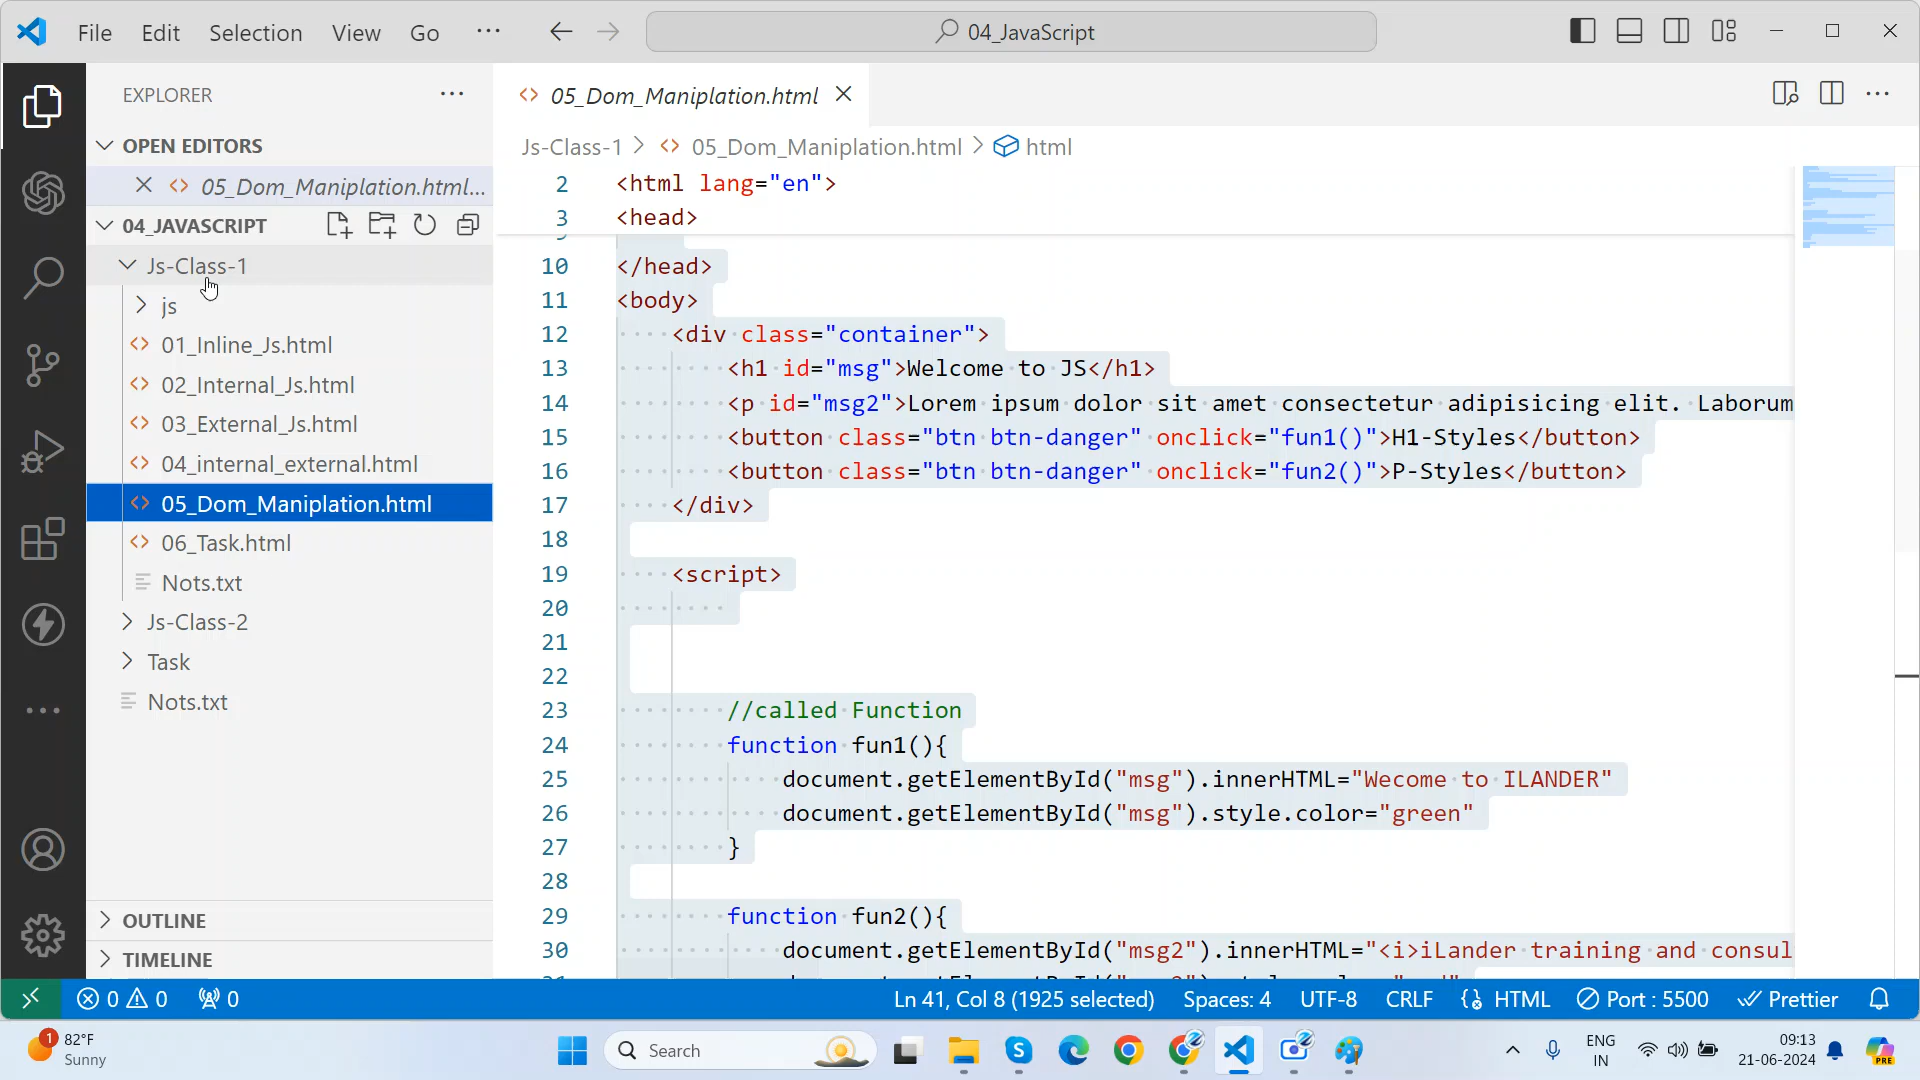 File Edit Selection View Go ··· 04_JavaScript
EXPLORER ···
OPEN EDITORS
05_Dom_Maniplation.html...
04_JAVASCRIPT
Js-Class-1
js
01_Inline_Js.html
02_Internal_Js.html
03_External_Js.html
04_internal_external.html
05_Dom_Maniplation.html
06_Task.html
Nots.txt
Js-Class-2
Task
Nots.txt
OUTLINE
TIMELINE
05_Dom_Maniplation.html
Js-Class-1 > 05_Dom_Maniplation.html > html
2 <html lang="en">
3 <head>
10 </head>
11 <body>
12 <div class="container">
13 <h1 id="msg">Welcome to JS</h1>
14 <p id="msg2">Lorem ipsum dolor sit amet consectetur adipisicing elit. Laborum
15 <button class="btn btn-danger" onclick="fun1()">H1-Styles</button>
16 <button class="btn btn-danger" onclick="fun2()">P-Styles</button>
17 </div>
18
19 <script>
20
21
22
23 //called Function
24 function fun1(){
25 document.getElementById("msg").innerHTML="Wecome to ILANDER"
26 document.getElementById("msg").style.color="green"
27 }
28
29 function fun2(){
30 document.getElementById("msg2").innerHTML="<i>iLander training and consul
0 0 0 Ln 41, Col 8 (1925 selected) Spaces: 4 UTF-8 CRLF HTML Port : 5500 Prettier
1 82°F
Sunny
Search
ENG
IN
09:13
21-06-2024
PRE